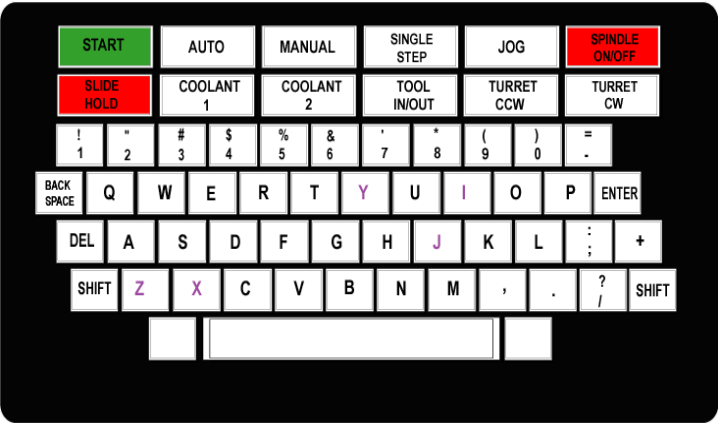 START AUTO MANUAL SINGLE STEP JOG SPINDLE ON/OFF
SLIDE HOLD COOLANT 1 COOLANT 2 TOOL IN/OUT TURRET CCW TURRET CW
! " # $ % & ' * ( ) =
1 2 3 4 5 6 7 8 9 0 -
BACK SPACE Q W E R T Y U I O P ENTER
DEL A S D F G H J K L : ; +
SHIFT Z X C V B N M , . ? / SHIFT